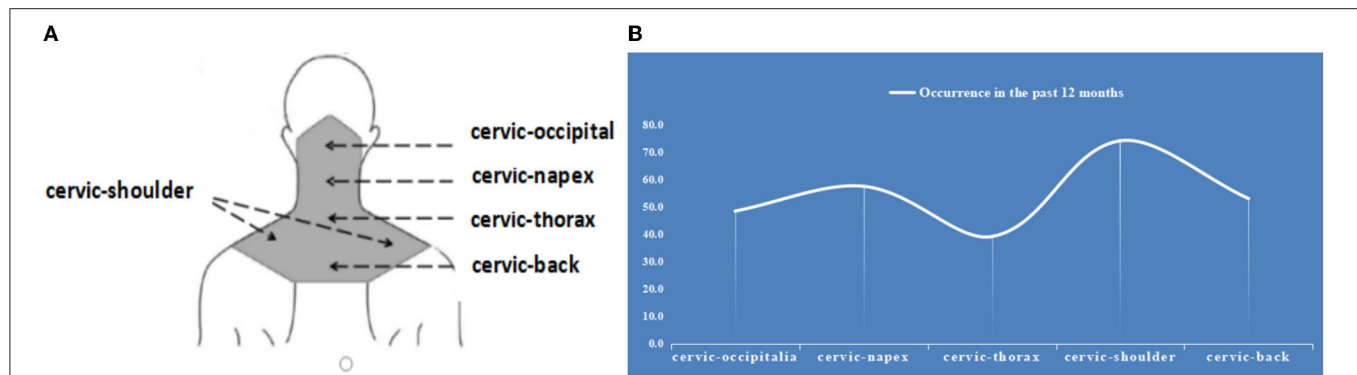 A
cervic-occipital
cervic-napex
cervic-shoulder
cervic-thorax
cervic-back
B
Occurrence in the past 12 months
80.0
70.0
60.0
50.0
40.0
30.0
20.0
10.0
0.0
cervic-occipitalia cervic-napex cervic-thorax cervic-shoulder cervic-back